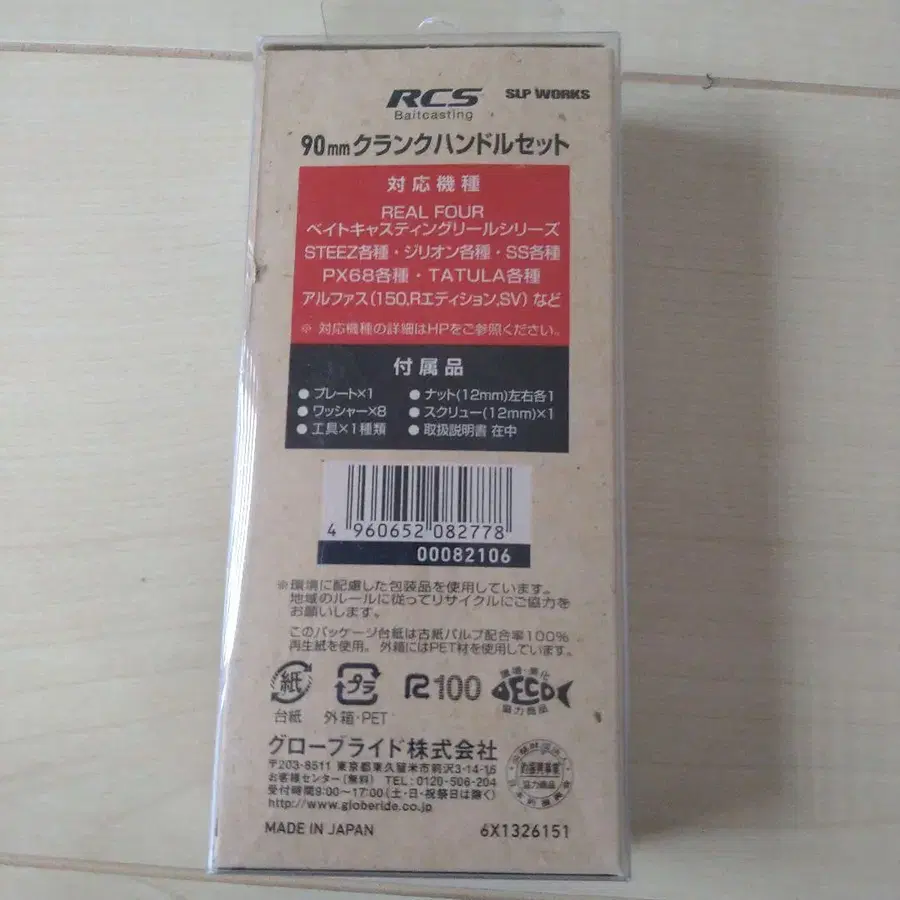 RCS SLP WORKS
Baitcasting
90mmクランクハンドルセット
対応機種
REAL FOUR
ベイトキャスティングリールシリーズ
STEEZ各種・ジリオン各種・SS各種
PX68各種・TATULA各種
アルファス(150,Rエディション,SV) など
※ 対応機種の詳細はHPをご参照ください。
付属品
● プレート×1 ● ナット(12mm)左右各1
● ワッシャー×8 ● スクリュー(12mm)×1
● 工具×1種類 ● 取扱説明書 在中
4 960652 082778
00082106
※環境に配慮した包装品を使用しています。
地域のルールに従ってリサイクルにご協力を
お願いします。
このパッケージ台紙は古紙パルプ配合率100%
再生紙を使用。外箱にはPET材を使用しています。
紙 プラ R100 環境・美化
ECO
協力商品
台紙 外箱・PET
グローブライド株式会社
〒203-8511 東京都東久留米市前沢3-14-16
お客様センター(無料) TEL:0120-506-204
受付時間9:00〜17:00(土・日・祝祭日は除く)
http://www.globeride.co.jp
MADE IN JAPAN 6X1326151